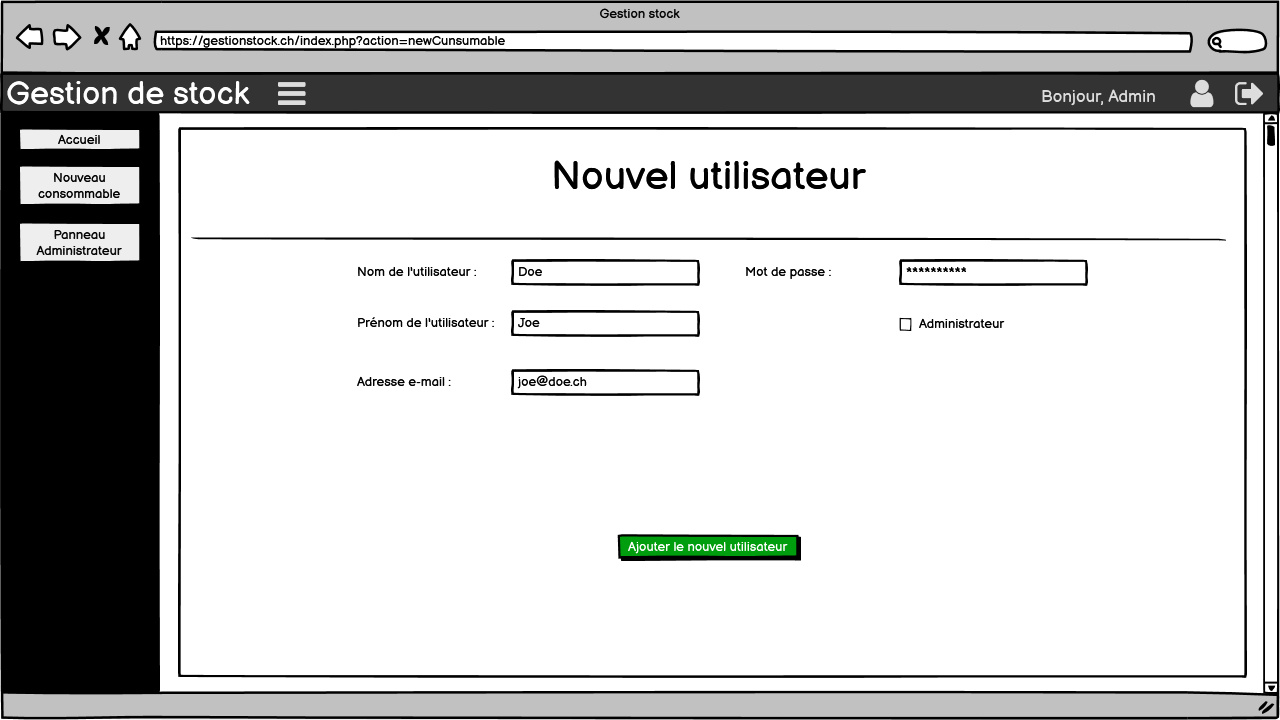 Gestion stock
https://gestionstock.ch/index.php?action=newCunsumable
Gestion de stock
Bonjour, Admin
Accueil
Nouveau
consommable
Panneau
Administrateur
Nouvel utilisateur
Nom de l'utilisateur : Doe
Mot de passe : **********
Prénom de l'utilisateur : Joe
Administrateur
Adresse e-mail : joe@doe.ch
Ajouter le nouvel utilisateur